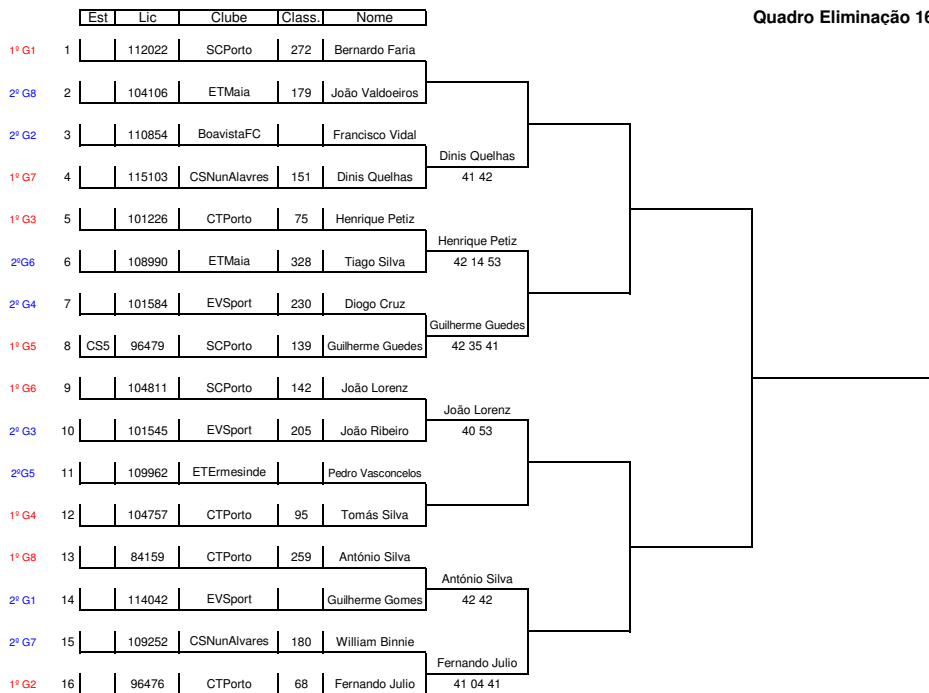 Est Lic Clube Class. Nome
Quadro Eliminação 16
1º G1 1 112022 SCPorto 272 Bernardo Faria
2º G8 2 104106 ETMaia 179 João Valdoeiros
2º G2 3 110854 BoavistaFC Francisco Vidal
Dinis Quelhas
1º G7 4 115103 CSNunAlavres 151 Dinis Quelhas 41 42
1º G3 5 101226 CTPorto 75 Henrique Petiz
Henrique Petiz
2ºG6 6 108990 ETMaia 328 Tiago Silva 42 14 53
2º G4 7 101584 EVSport 230 Diogo Cruz
Guilherme Guedes
1º G5 8 CS5 96479 SCPorto 139 Guilherme Guedes 42 35 41
1º G6 9 104811 SCPorto 142 João Lorenz
João Lorenz
2º G3 10 101545 EVSport 205 João Ribeiro 40 53
2ºG5 11 109962 ETErmesinde Pedro Vasconcelos
1º G4 12 104757 CTPorto 95 Tomás Silva
1º G8 13 84159 CTPorto 259 António Silva
António Silva
2º G1 14 114042 EVSport Guilherme Gomes 42 42
2º G7 15 109252 CSNunAlvares 180 William Binnie
Fernando Julio
1º G2 16 96476 CTPorto 68 Fernando Julio 41 04 41